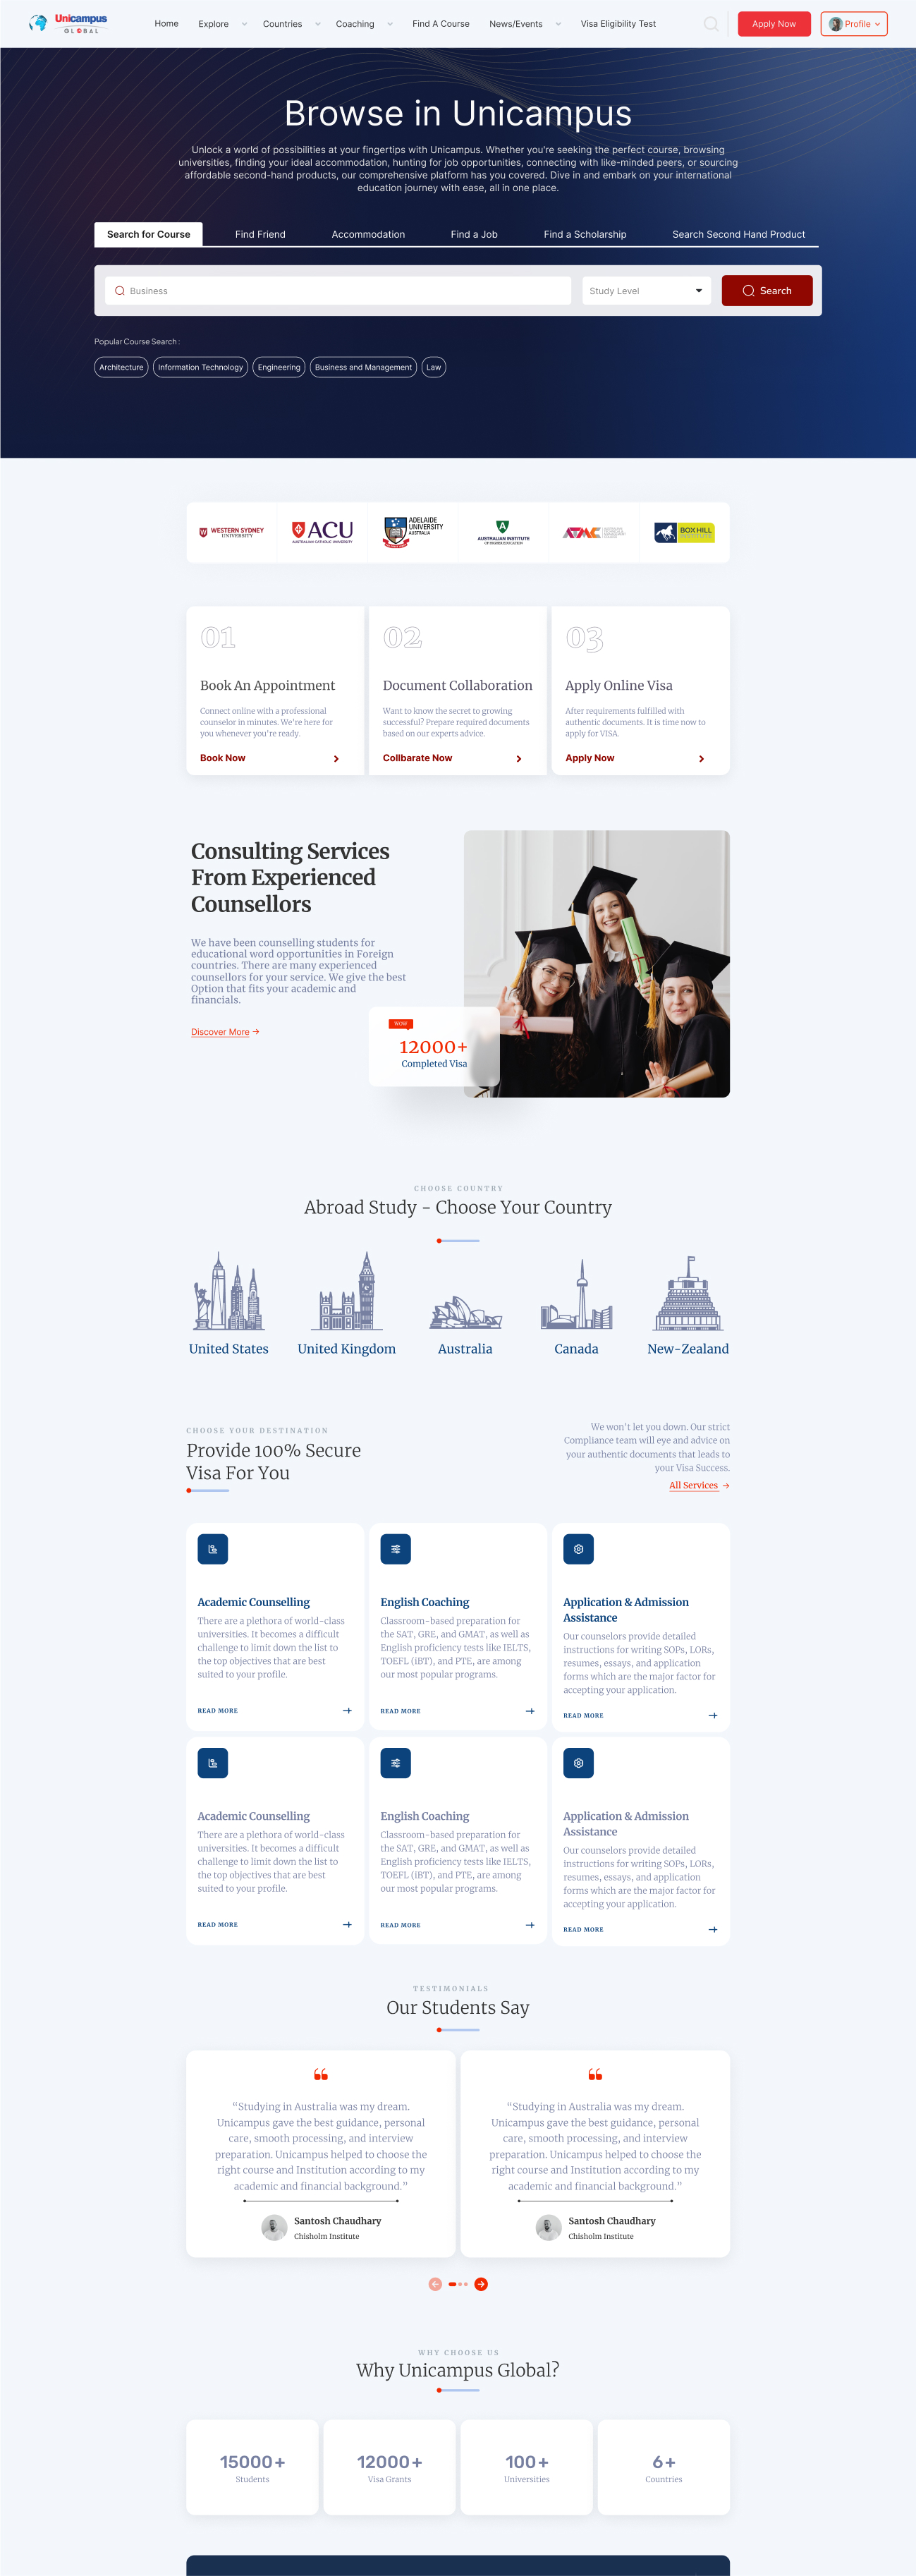 Unicampus
GLOBAL
Home
Explore
Countries
Coaching
Find A Course
News/Events
Visa Eligibility Test
Apply Now
Profile
Browse in Unicampus
Unlock a world of possibilities at your fingertips with Unicampus. Whether you're seeking the perfect course, browsing
universities, finding your ideal accommodation, hunting for job opportunities, connecting with like-minded peers, or sourcing
affordable second-hand products, our comprehensive platform has you covered. Dive in and embark on your international
education journey with ease, all in one place.
Search for Course
Find Friend
Accommodation
Find a Job
Find a Scholarship
Search Second Hand Product
Business
Study Level
Search
Popular Course Search :
Architecture
Information Technology
Engineering
Business and Management
Law
WESTERN SYDNEY
UNIVERSITY
ACU
AUSTRALIAN CATHOLIC UNIVERSITY
ADELAIDE
UNIVERSITY
AUSTRALIA
AUSTRALIAN INSTITUTE
OF HIGHER EDUCATION
ATMC
BOX HILL
INSTITUTE
01
Book An Appointment
Connect online with a professional
counselor in minutes. We're here for
you whenever you're ready.
Book Now
02
Document Collaboration
Want to know the secret to growing
successful? Prepare required documents
based on our experts advice.
Collbarate Now
03
Apply Online Visa
After requirements fulfilled with
authentic documents. It is time now to
apply for VISA.
Apply Now
Consulting Services
From Experienced
Counsellors
We have been counselling students for
educational word opportunities in Foreign
countries. There are many experienced
counsellors for your service. We give the best
Option that fits your academic and
financials.
Discover More
WOW
12000+
Completed Visa
CHOOSE COUNTRY
Abroad Study - Choose Your Country
United States
United Kingdom
Australia
Canada
New-Zealand
CHOOSE YOUR DESTINATION
Provide 100% Secure
Visa For You
We won't let you down. Our strict
Compliance team will eye and advice on
your authentic documents that leads to
your Visa Success.
All Services
Academic Counselling
There are a plethora of world-class
universities. It becomes a difficult
challenge to limit down the list to
the top objectives that are best
suited to your profile.
READ MORE
English Coaching
Classroom-based preparation for
the SAT, GRE, and GMAT, as well as
English proficiency tests like IELTS,
TOEFL (iBT), and PTE, are among
our most popular programs.
READ MORE
Application & Admission
Assistance
Our counselors provide detailed
instructions for writing SOPs, LORs,
resumes, essays, and application
forms which are the major factor for
accepting your application.
READ MORE
Academic Counselling
There are a plethora of world-class
universities. It becomes a difficult
challenge to limit down the list to
the top objectives that are best
suited to your profile.
READ MORE
English Coaching
Classroom-based preparation for
the SAT, GRE, and GMAT, as well as
English proficiency tests like IELTS,
TOEFL (iBT), and PTE, are among
our most popular programs.
READ MORE
Application & Admission
Assistance
Our counselors provide detailed
instructions for writing SOPs, LORs,
resumes, essays, and application
forms which are the major factor for
accepting your application.
READ MORE
TESTIMONIALS
Our Students Say
“Studying in Australia was my dream.
Unicampus gave the best guidance, personal
care, smooth processing, and interview
preparation. Unicampus helped to choose the
right course and Institution according to my
academic and financial background.”
Santosh Chaudhary
Chisholm Institute
“Studying in Australia was my dream.
Unicampus gave the best guidance, personal
care, smooth processing, and interview
preparation. Unicampus helped to choose the
right course and Institution according to my
academic and financial background.”
Santosh Chaudhary
Chisholm Institute
WHY CHOOSE US
Why Unicampus Global?
15000+
Students
12000+
Visa Grants
100+
Universities
6+
Countries